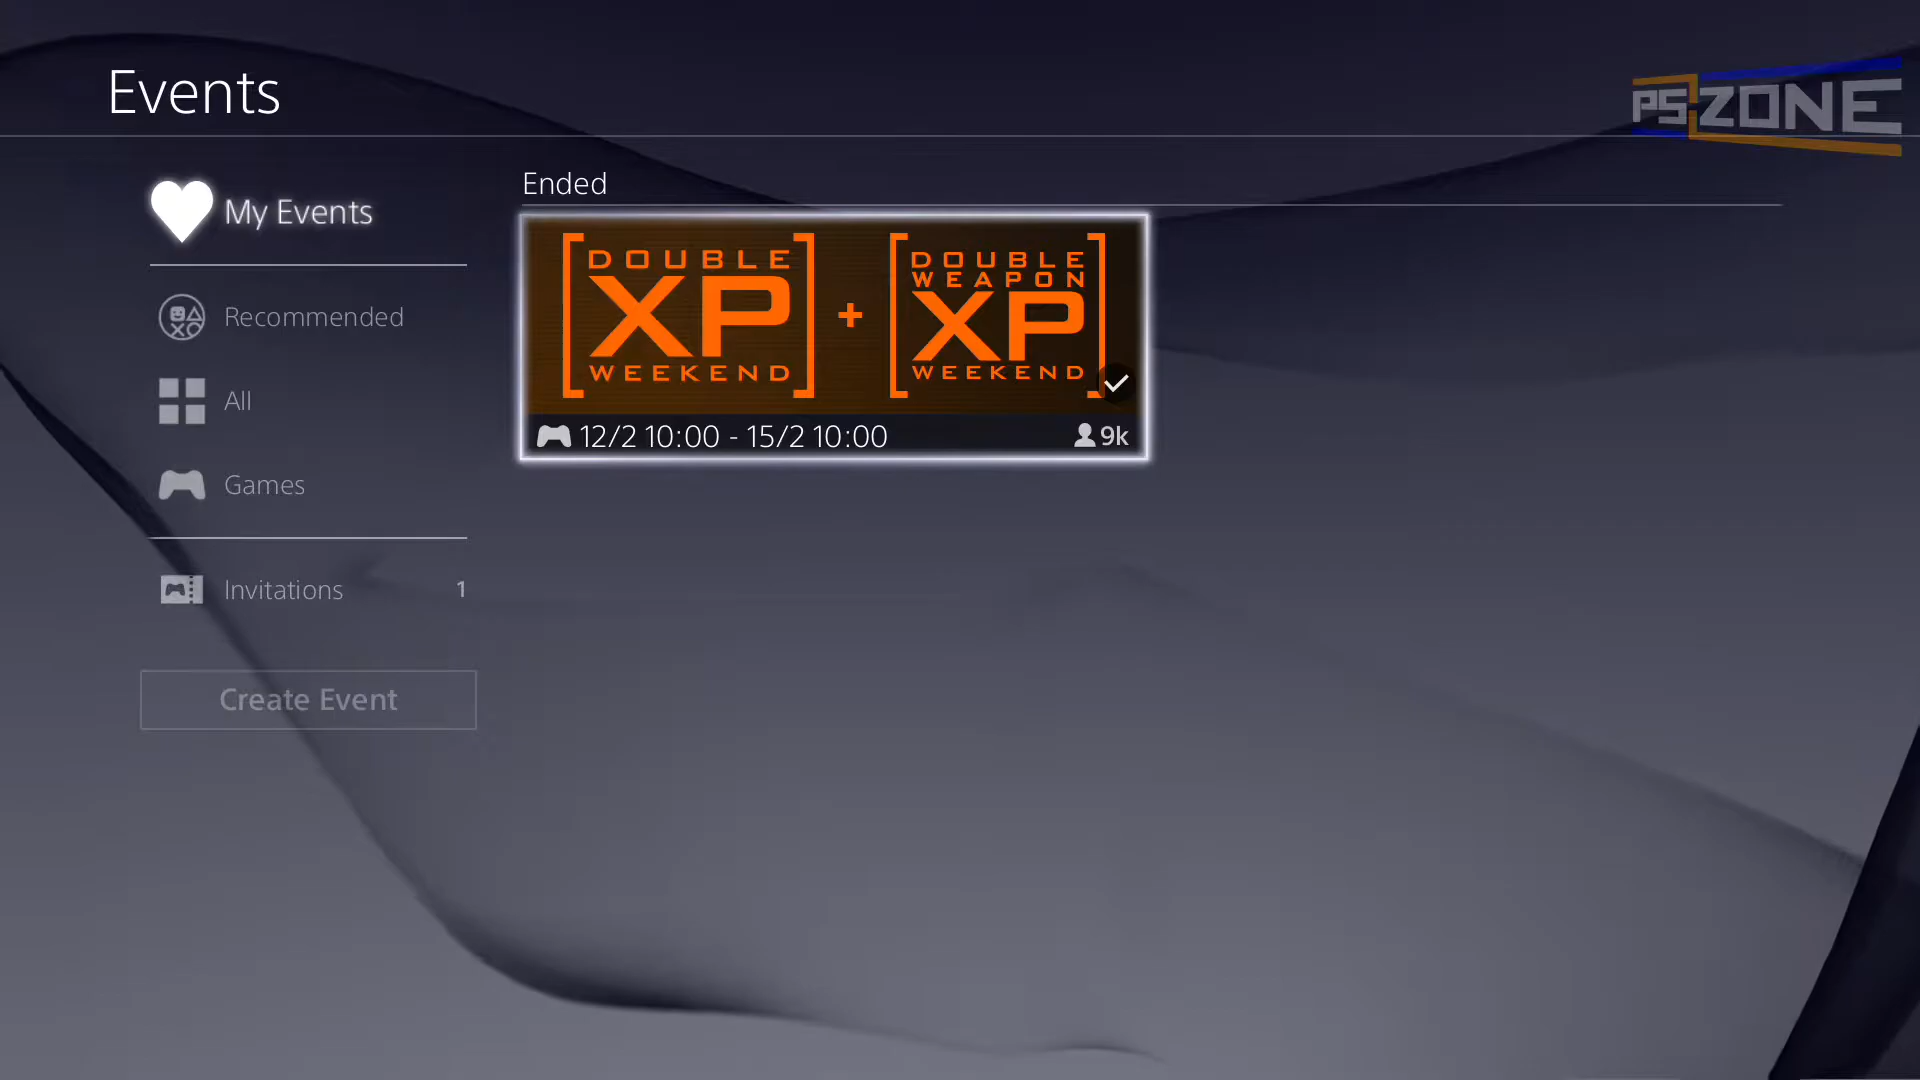 Events
PS ZONE
My Events
Recommended
All
Games
Invitations 1
Create Event
Ended
DOUBLE
XP
WEEKEND
+
DOUBLE
WEAPON
XP
WEEKEND
12/2 10:00 - 15/2 10:00
9k